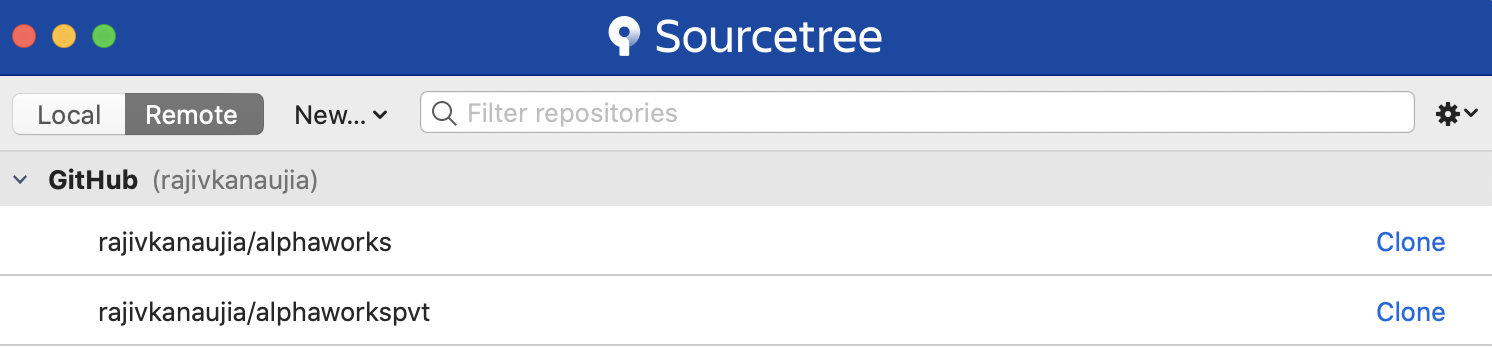 Sourcetree
Local Remote New... Filter repositories
GitHub (rajivkanaujia)
rajivkanaujia/alphaworks Clone
rajivkanaujia/alphaworkspvt Clone